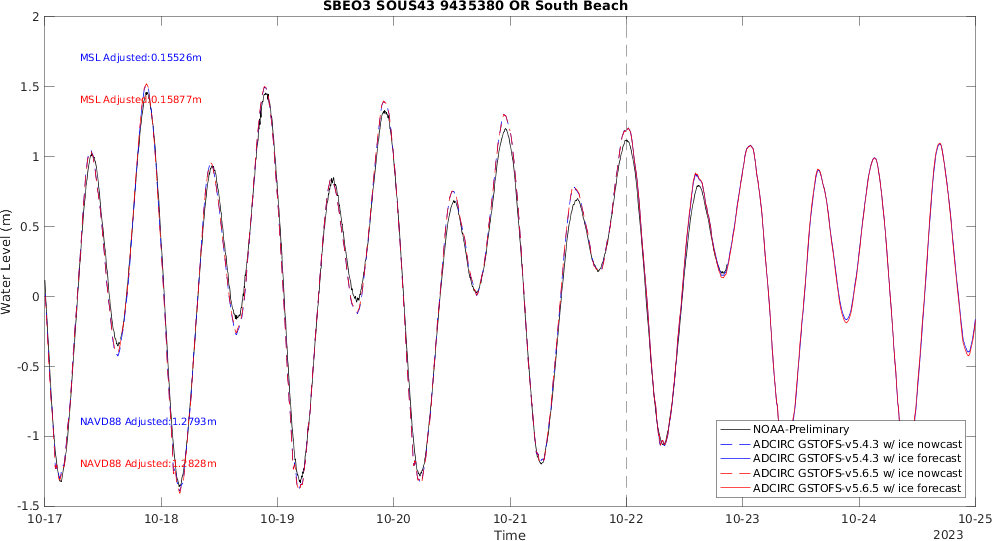 SBEO3 SOUS43 9435380 OR South Beach
2
MSL Adjusted:0.15526m
1.5
MSL Adjusted:0.15877m
1
0.5
Water Level (m)
0
-0.5
NAVD88 Adjusted:1.2793m
-1
NAVD88 Adjusted:1.2828m
-1.5
NOAA-Preliminary
ADCIRC GSTOFS-v5.4.3 w/ ice nowcast
ADCIRC GSTOFS-v5.4.3 w/ ice forecast
ADCIRC GSTOFS-v5.6.5 w/ ice nowcast
ADCIRC GSTOFS-v5.6.5 w/ ice forecast
10-17 10-18 10-19 10-20 10-21 10-22 10-23 10-24 10-25
Time
2023